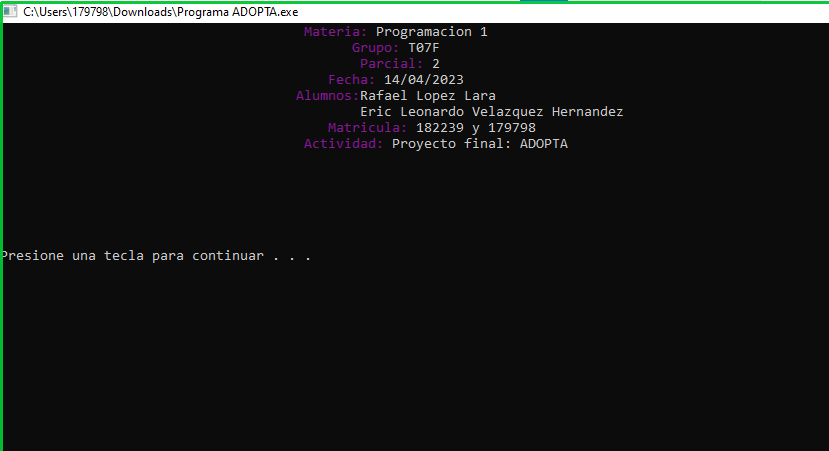 C:\Users\179798\Downloads\Programa ADOPTA.exe
Materia: Programacion 1
Grupo: T07F
Parcial: 2
Fecha: 14/04/2023
Alumnos:Rafael Lopez Lara
Eric Leonardo Velazquez Hernandez
Matricula: 182239 y 179798
Actividad: Proyecto final: ADOPTA
Presione una tecla para continuar . . .